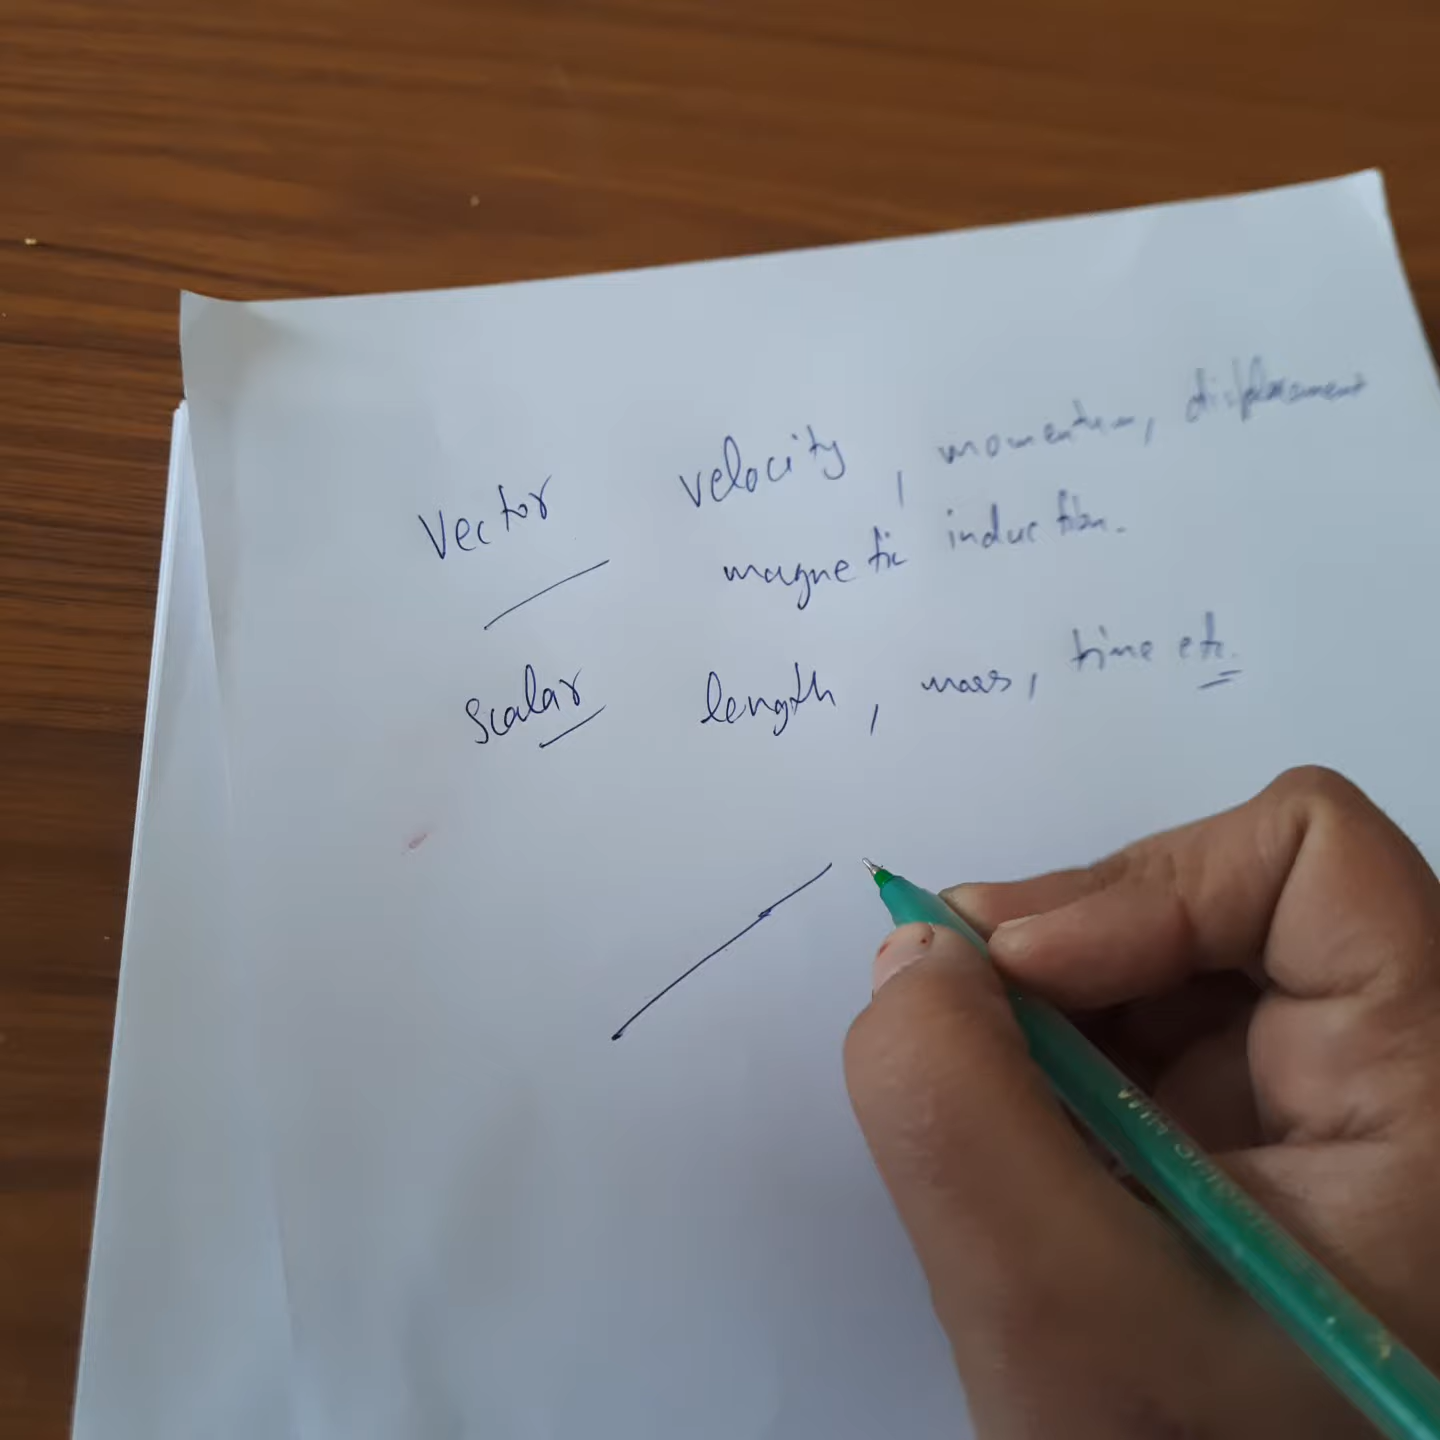 Vector velocity, momentum, displacement
magnetic induction.
Scalar length, mass, time etc.